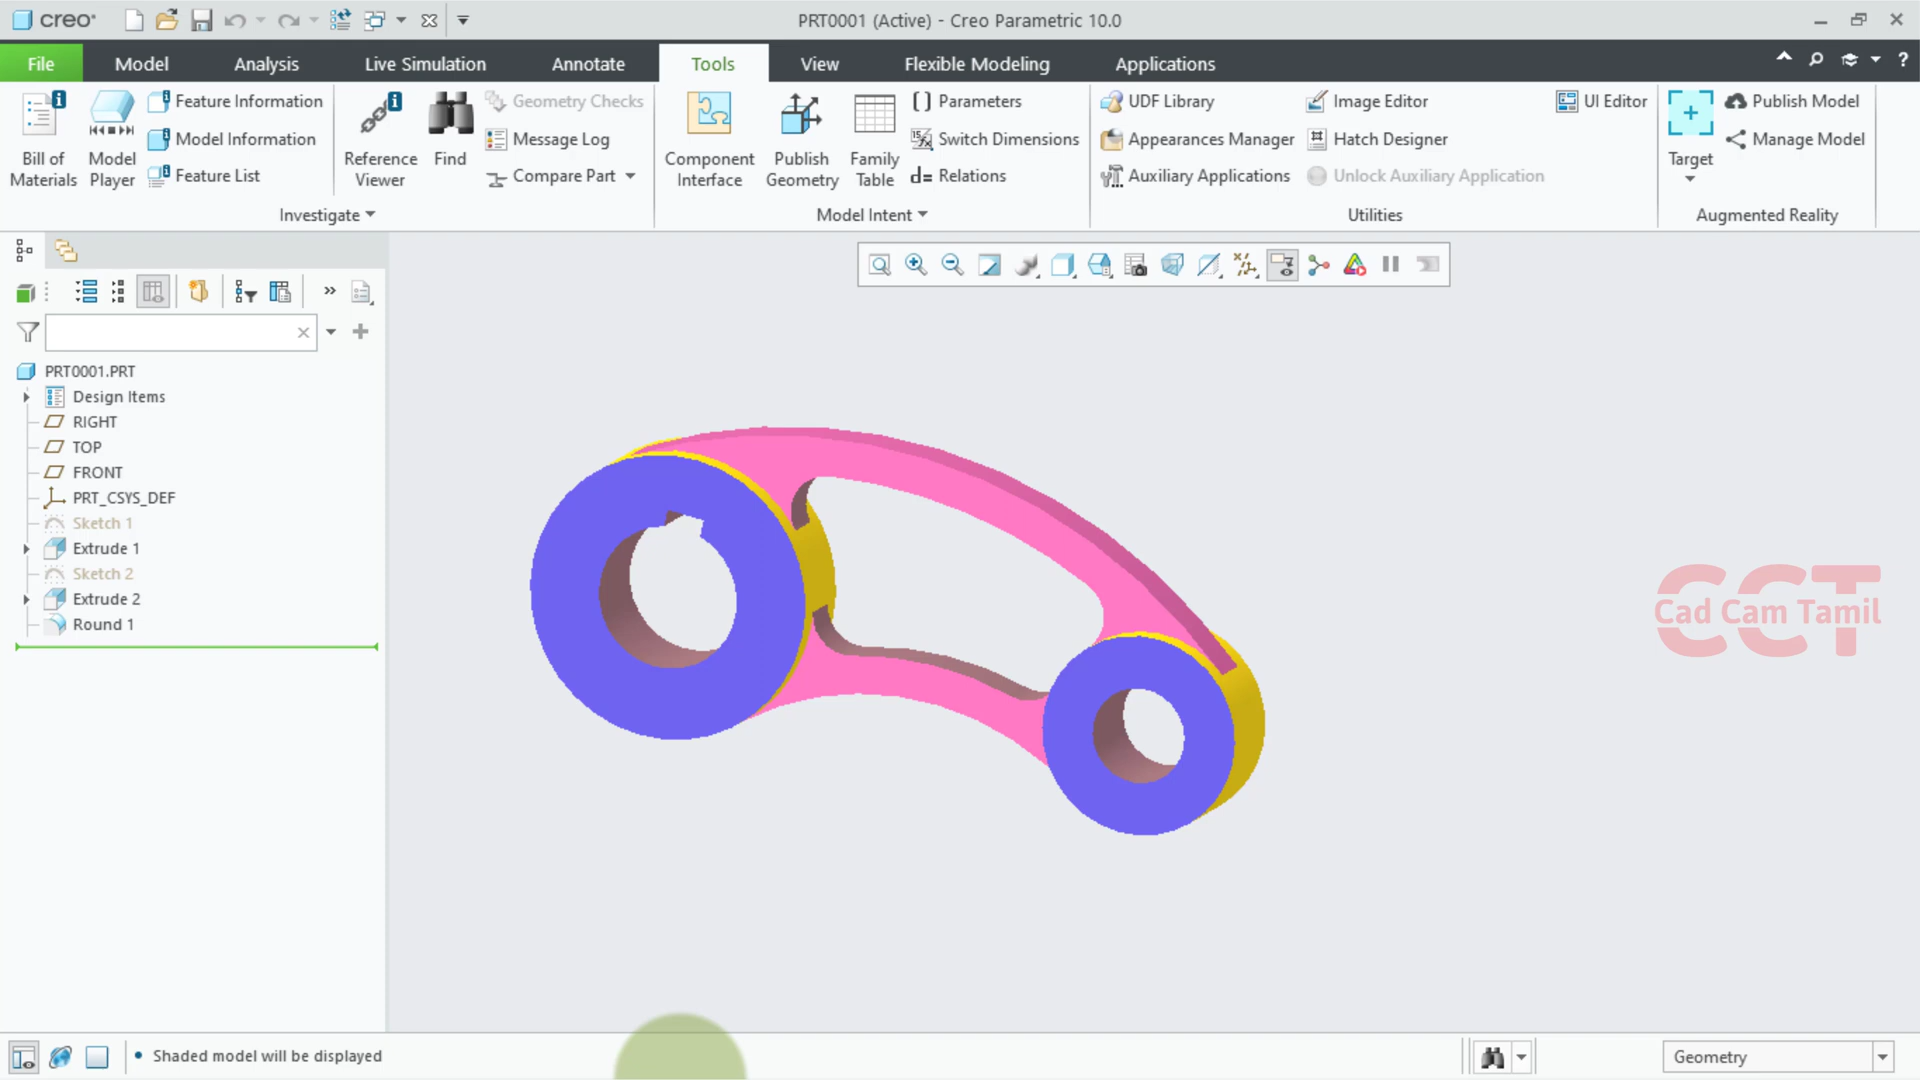 creo
PRT0001 (Active) - Creo Parametric 10.0
File Model Analysis Live Simulation Annotate Tools View Flexible Modeling Applications
Bill of Materials
Model Player
Feature Information
Model Information
Feature List
Reference Viewer
Find
Geometry Checks
Message Log
Compare Part
Investigate
Component Interface
Publish Geometry
Family Table
Parameters
Switch Dimensions
d= Relations
Model Intent
UDF Library
Appearances Manager
Auxiliary Applications
Image Editor
Hatch Designer
Unlock Auxiliary Application
UI Editor
Utilities
Target
Publish Model
Manage Model
Augmented Reality
PRT0001.PRT
Design Items
RIGHT
TOP
FRONT
PRT_CSYS_DEF
Sketch 1
Extrude 1
Sketch 2
Extrude 2
Round 1
CCT
Cad Cam Tamil
• Shaded model will be displayed
Geometry